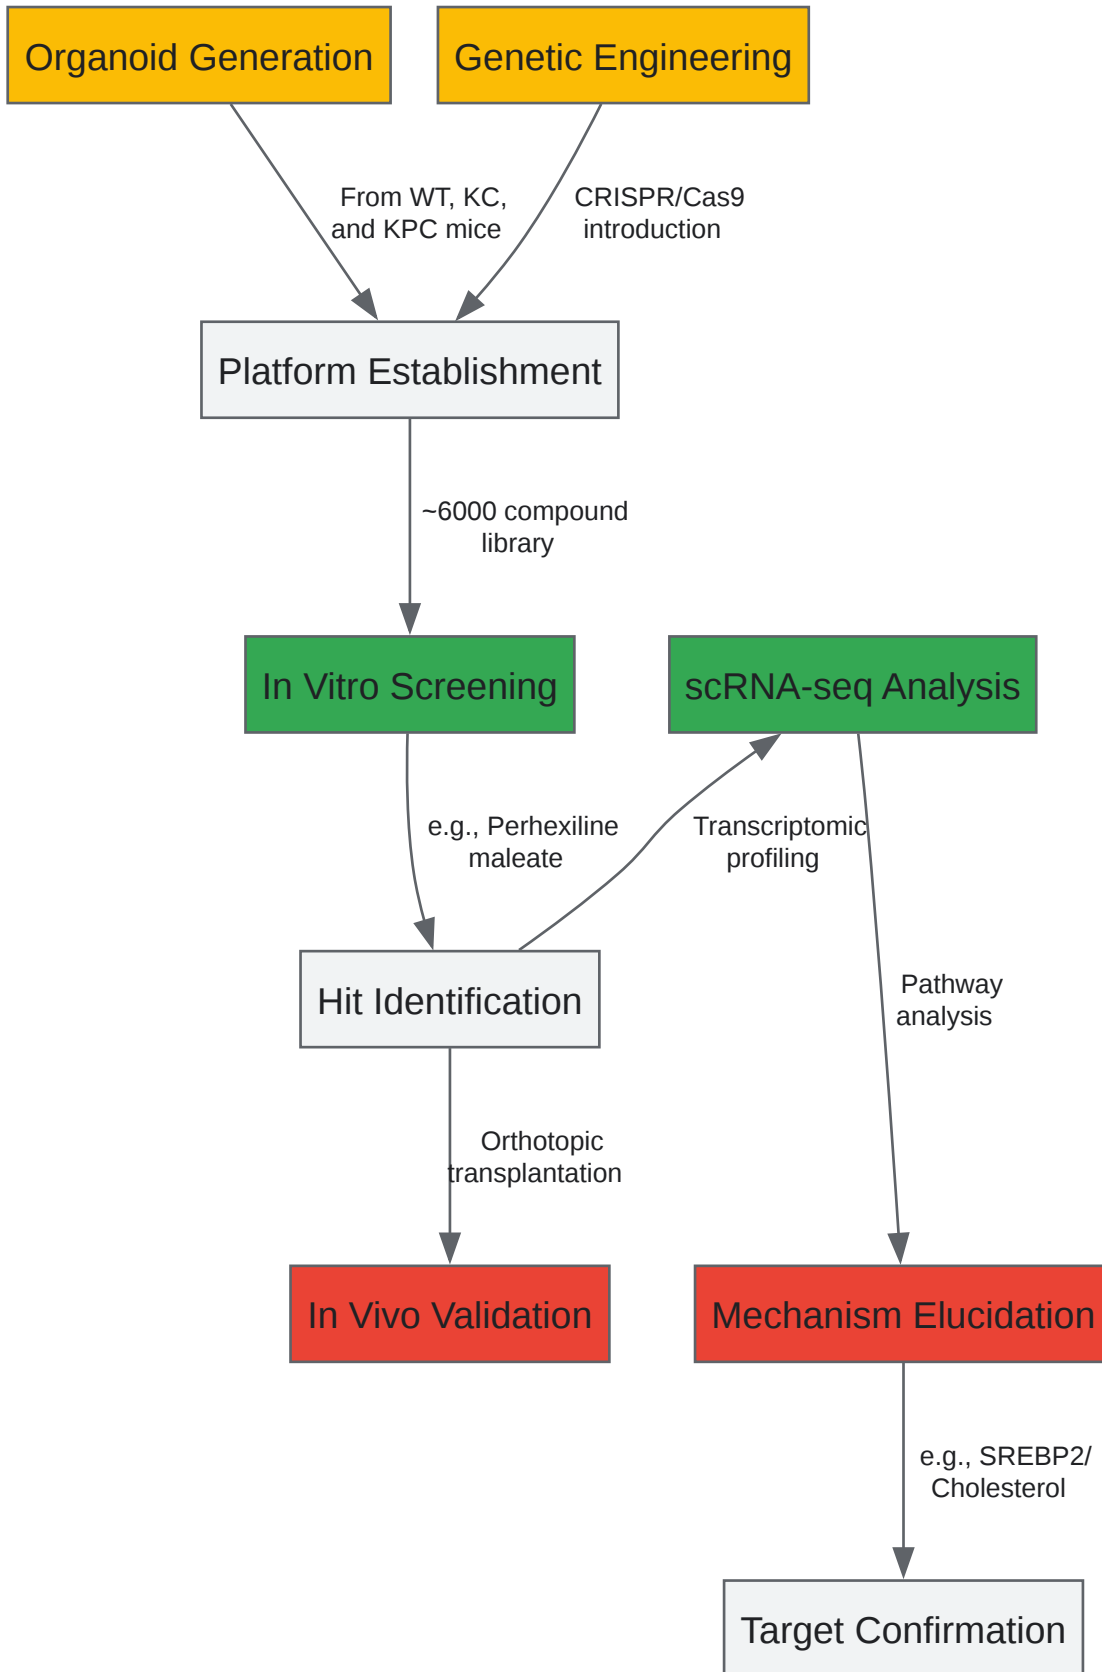 Organoid Generation
Genetic Engineering
From WT, KC,
and KPC mice
CRISPR/Cas9
introduction
Platform Establishment
~6000 compound
library
In Vitro Screening
scRNA-seq Analysis
e.g., Perhexiline
maleate
Transcriptomic
profiling
Hit Identification
Pathway
analysis
Orthotopic
transplantation
In Vivo Validation
Mechanism Elucidation
e.g., SREBP2/
Cholesterol
Target Confirmation